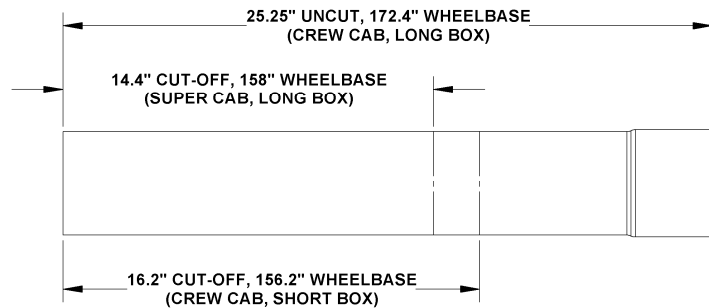 25.25" UNCUT, 172.4" WHEELBASE
(CREW CAB, LONG BOX)
14.4" CUT-OFF, 158" WHEELBASE
(SUPER CAB, LONG BOX)
16.2" CUT-OFF, 156.2" WHEELBASE
(CREW CAB, SHORT BOX)